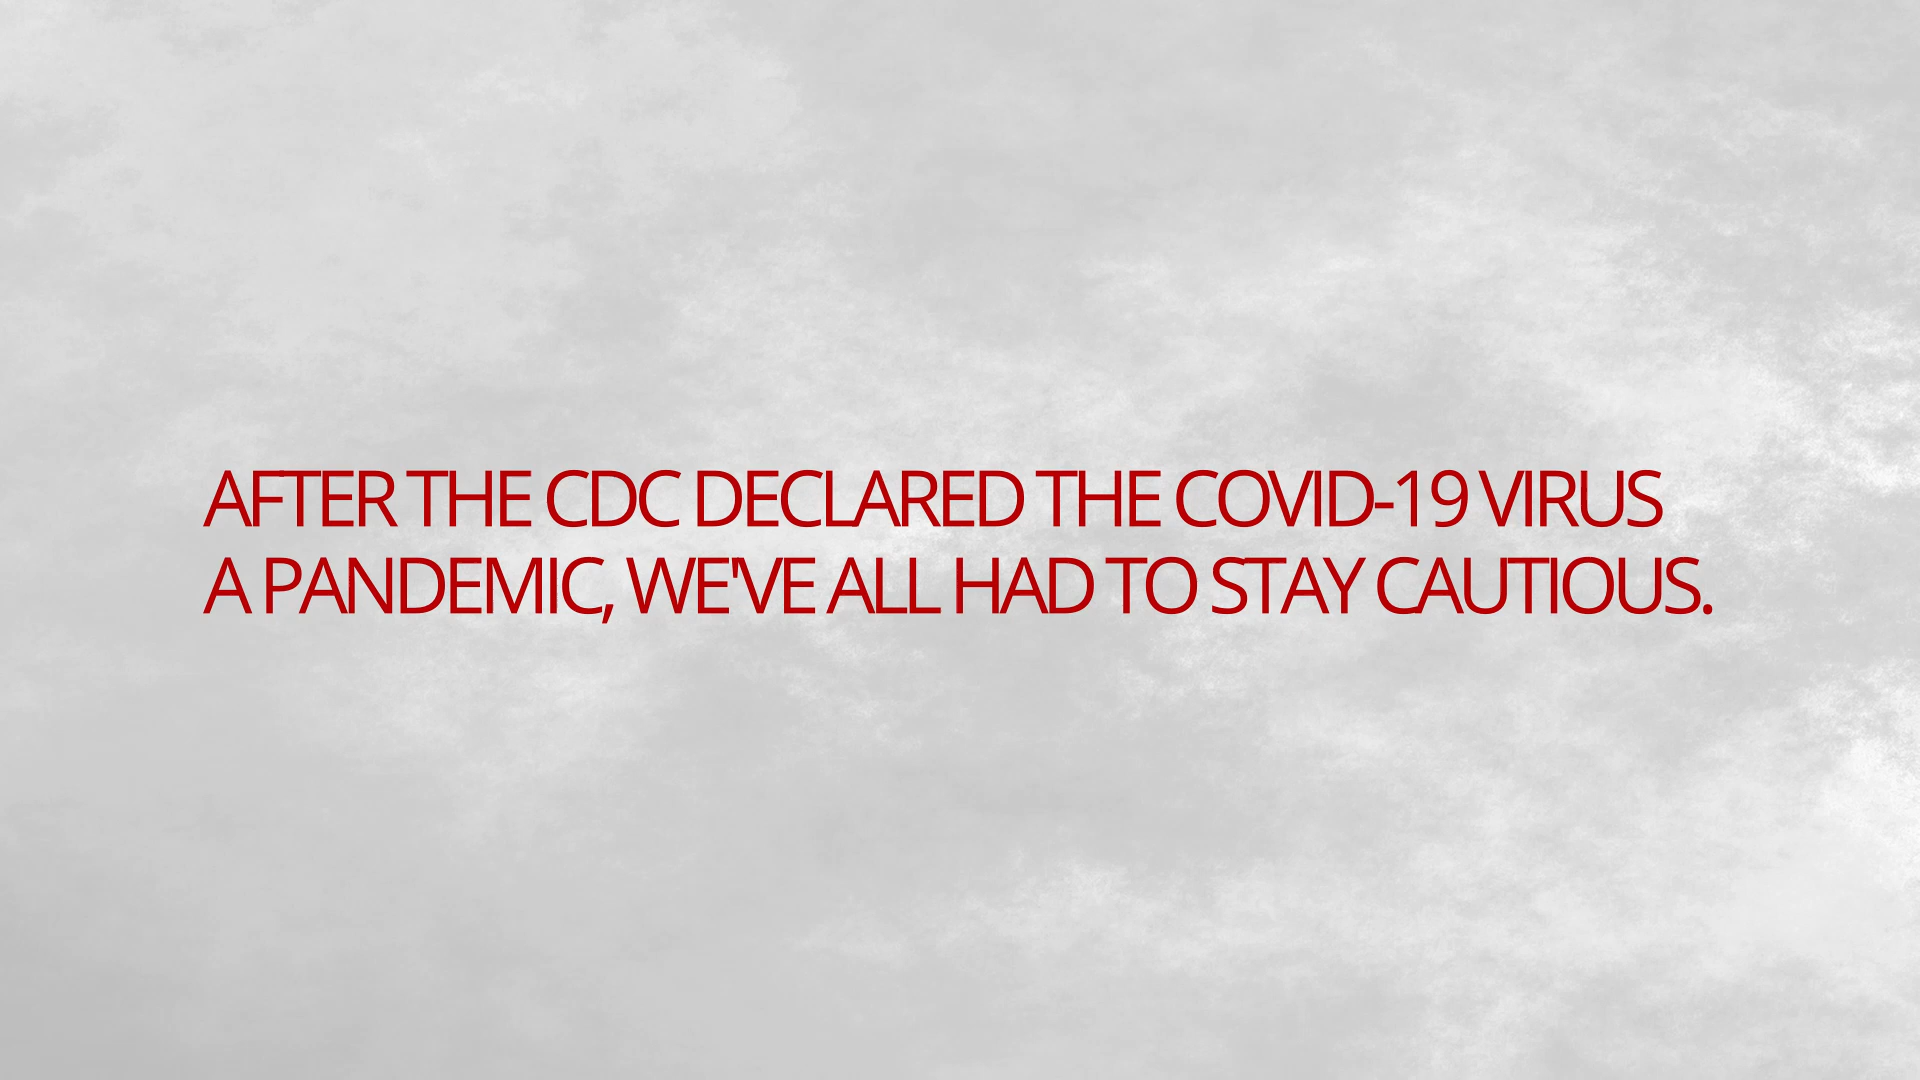 AFTER THE CDC DECLARED THE COVID-19 VIRUS
A PANDEMIC, WE'VE ALL HAD TO STAY CAUTIOUS.